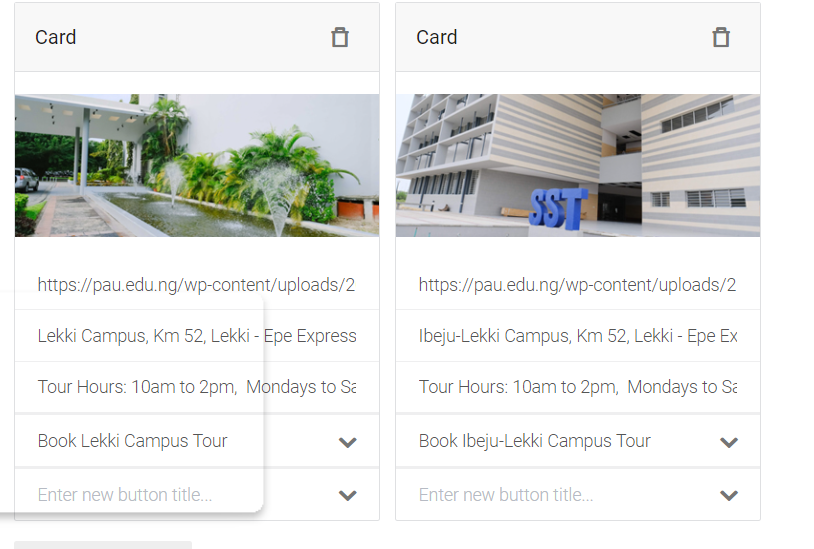 Card
Card
SST
https://pau.edu.ng/wp-content/uploads/2
https://pau.edu.ng/wp-content/uploads/2
Lekki Campus, Km 52, Lekki - Epe Express
Ibeju-Lekki Campus, Km 52, Lekki - Epe Ex
Tour Hours: 10am to 2pm,  Mondays to Sa
Tour Hours: 10am to 2pm,  Mondays to Sa
Book Lekki Campus Tour
Book Ibeju-Lekki Campus Tour
Enter new button title...
Enter new button title...